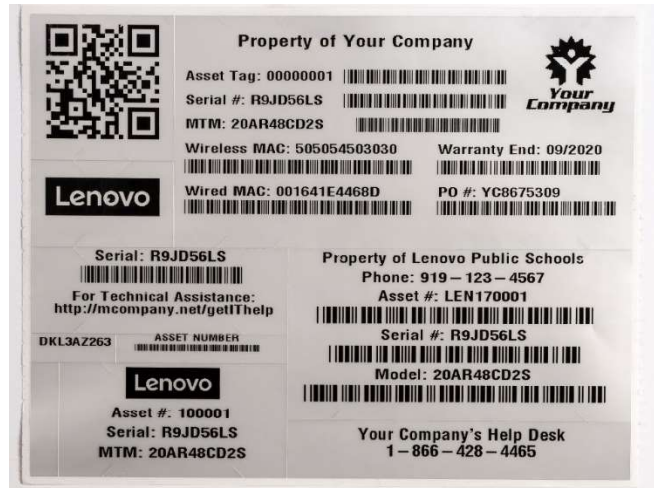 Property of Your Company
Asset Tag: 00000001
Serial #: R9JD56LS
MTM: 20AR48CD2S
Your
Company
Wireless MAC: 505054503030 Warranty End: 09/2020
Wired MAC: 001641E4468D PO #: YC8675309
Lenovo
Serial: R9JD56LS
For Technical Assistance:
http://mcompany.net/getIThelp
DKL3AZ263 ASSET NUMBER
Lenovo
Asset #: 100001
Serial: R9JD56LS
MTM: 20AR48CD2S
Property of Lenovo Public Schools
Phone: 919 – 123 – 4567
Asset #: LEN170001
Serial #: R9JD56LS
Model: 20AR48CD2S
Your Company's Help Desk
1 – 866 – 428 – 4465